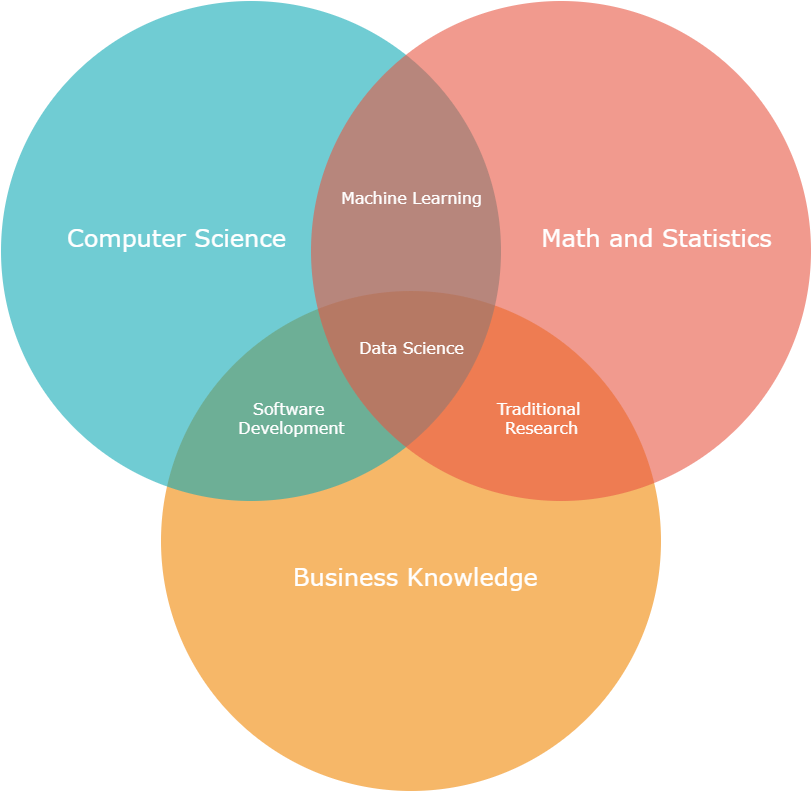 Machine Learning
Computer Science
Math and Statistics
Data Science
Software
Development
Traditional
Research
Business Knowledge